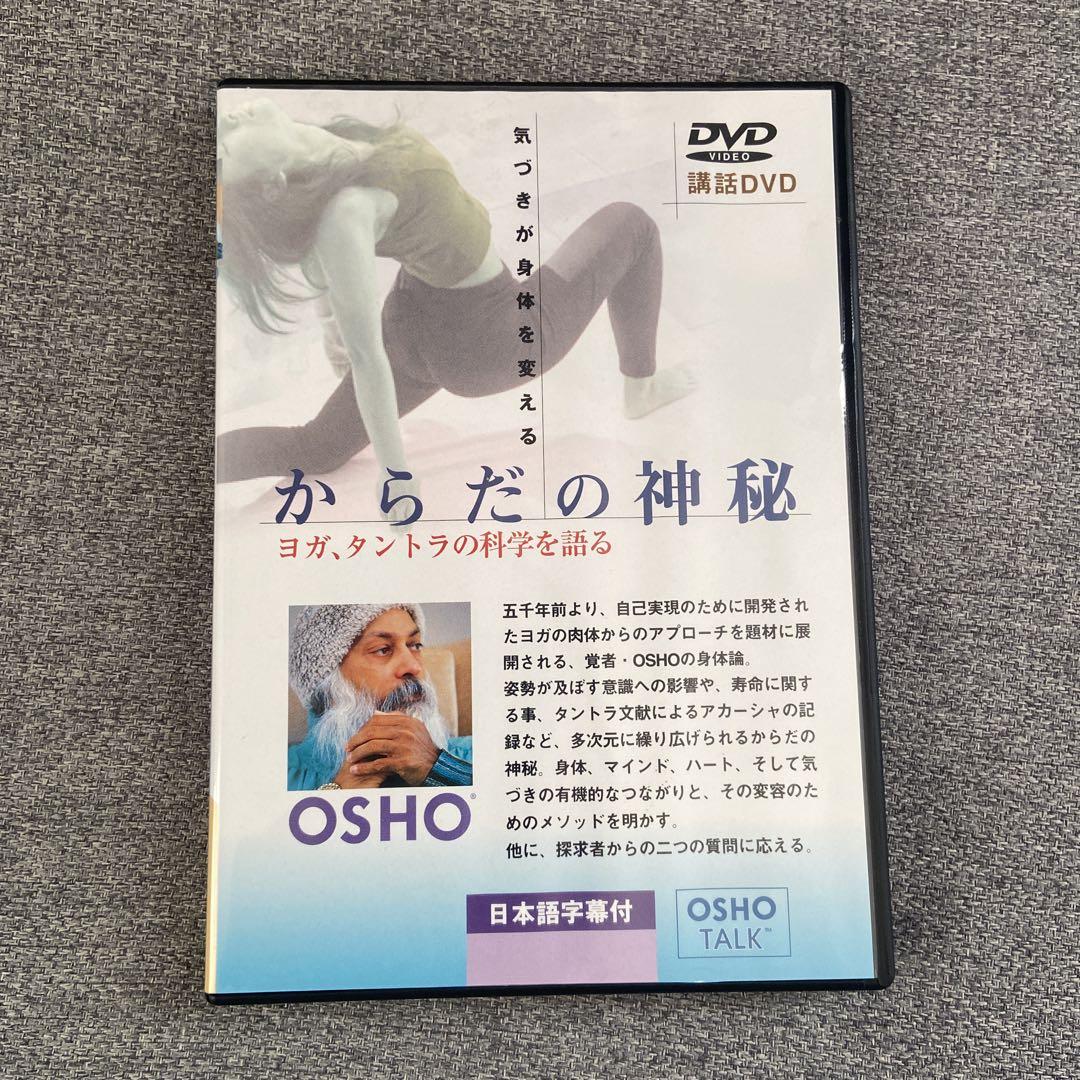 気づきが身体を変える
DVD
VIDEO
講話DVD
からだの神秘
ヨガ、タントラの科学を語る
五千年前より、自己実現のために開発され
たヨガの肉体からのアプローチを題材に展
開される、覚者・OSHOの身体論。
姿勢が及ぼす意識への影響や、寿命に関す
る事、タントラ文献によるアカーシャの記
録など、多次元に繰り広げられるからだの
神秘。身体、マインド、ハート、そして気
づきの有機的なつながりと、その変容のた
めのメソッドを明かす。
他に、探求者からの二つの質問に応える。
OSHO®
日本語字幕付
OSHO
TALK™